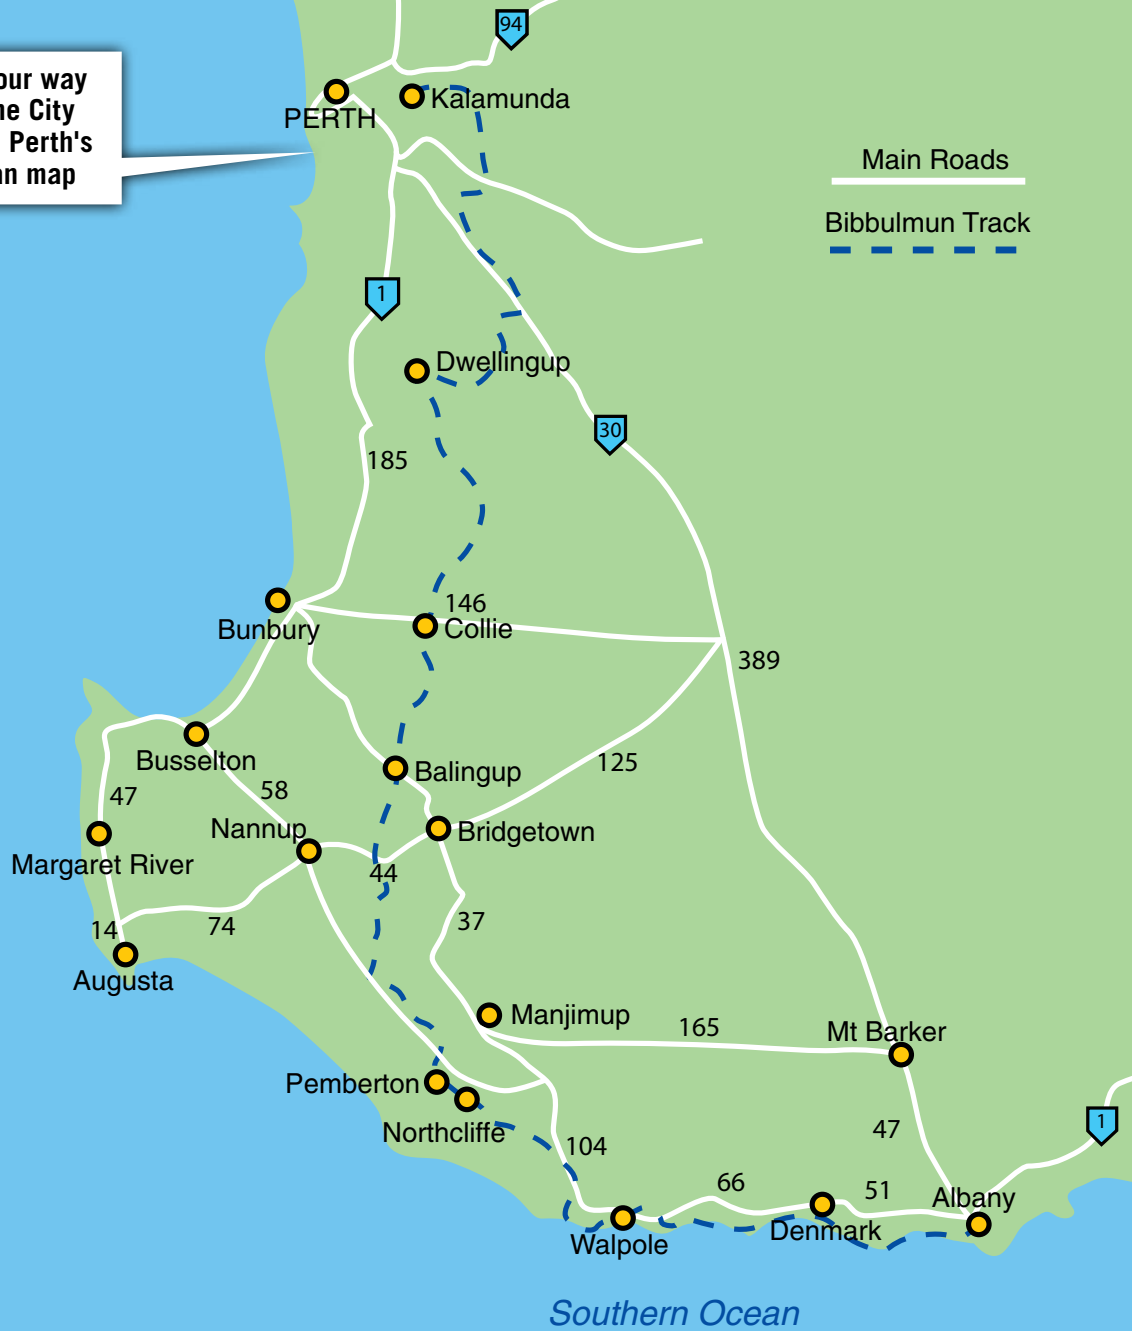 94
our way
ne City
Perth's
an map
PERTH
Kalamunda
Main Roads
Bibbulmun Track
1
Dwellingup
30
185
146
Bunbury
Collie
389
Busselton
Balingup
125
47
58
Nannup
Bridgetown
Margaret River
44
14
74
37
Augusta
Manjimup
165
Mt Barker
Pemberton
Northcliffe
47
1
104
66
51
Albany
Denmark
Walpole
Southern Ocean